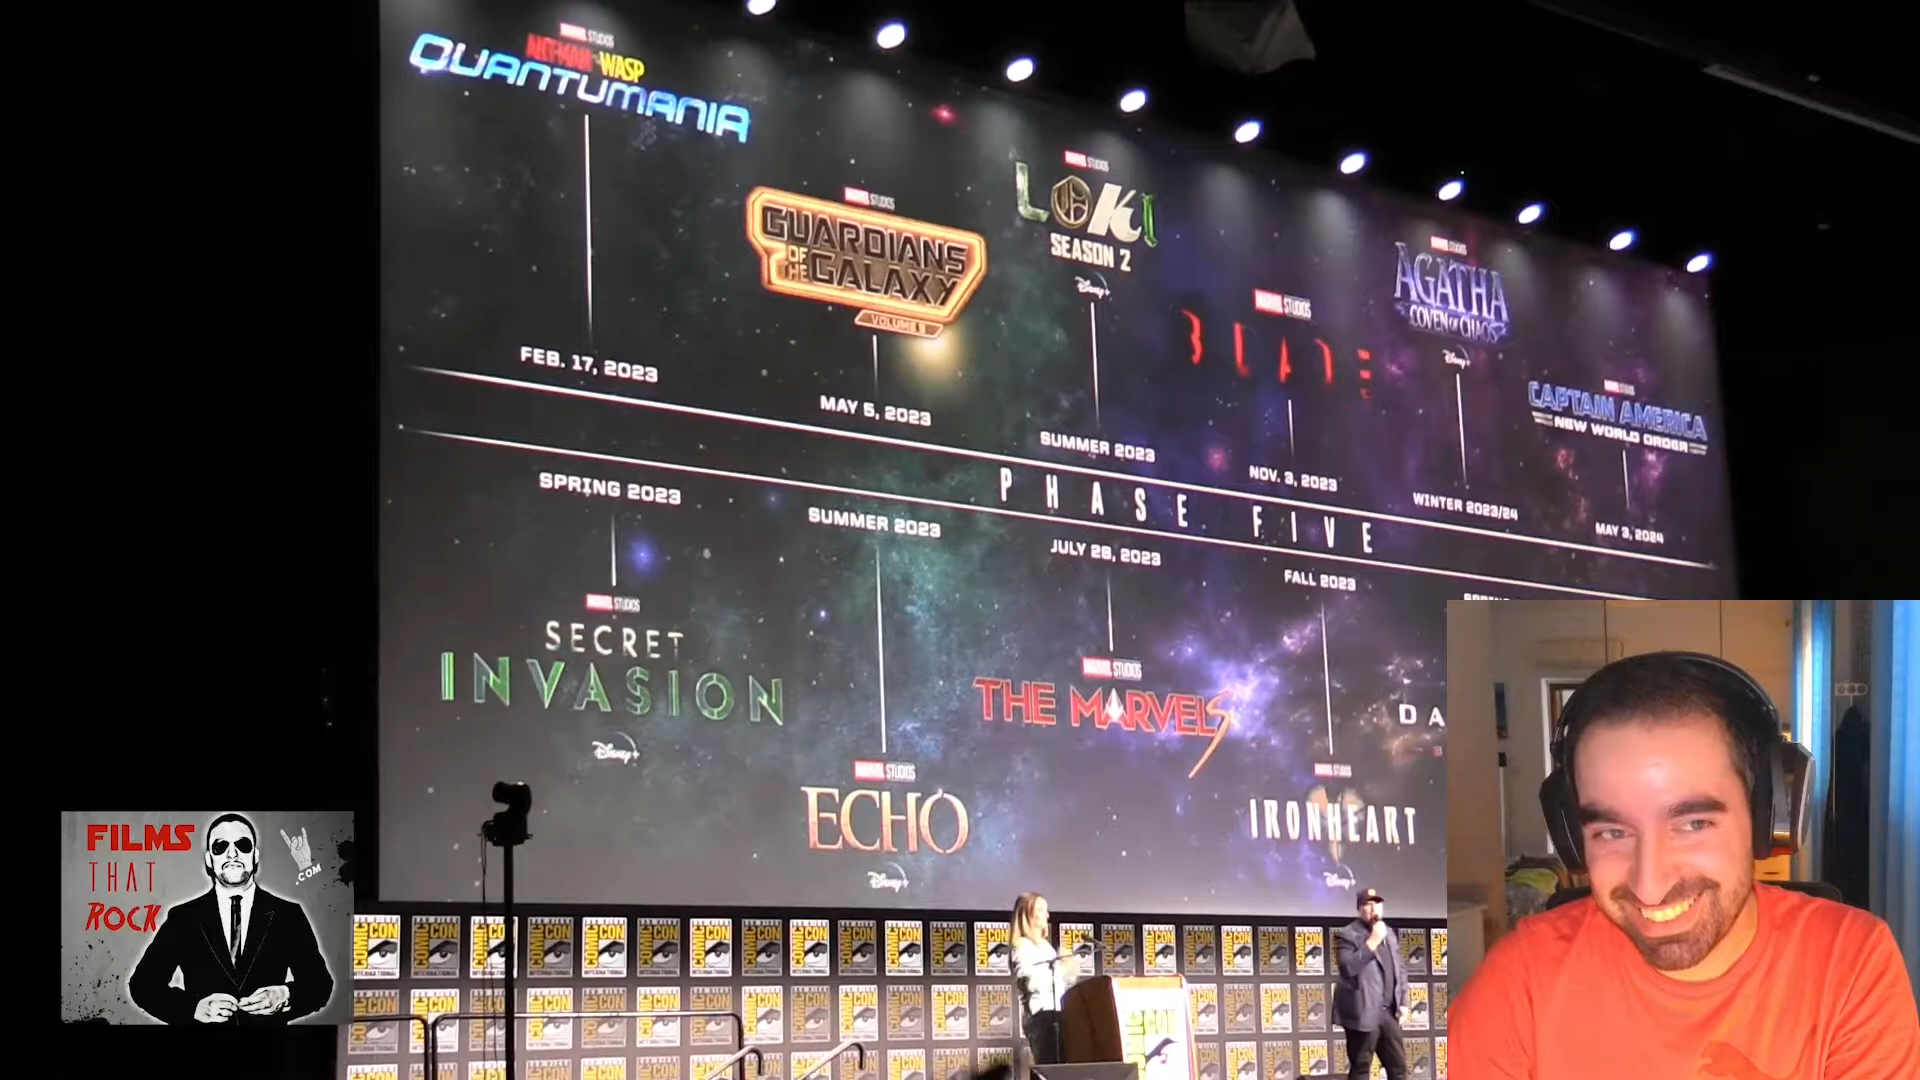 MARVEL STUDIOS
ANT-MAN WASP
QUANTUMANIA
FEB. 17, 2023
MARVEL STUDIOS
GUARDIANS
OF THE GALAXY
VOLUME 3
MAY 5, 2023
MARVEL STUDIOS
LOKI
SEASON 2
Disney+
SUMMER 2023
MARVEL STUDIOS
BLADE
NOV. 3, 2023
MARVEL STUDIOS
AGATHA
COVEN OF CHAOS
Disney+
WINTER 2023/24
MARVEL STUDIOS
CAPTAIN AMERICA
NEW WORLD ORDER
MAY 3, 2024
PHASE FIVE
SPRING 2023
MARVEL STUDIOS
SECRET
INVASION
Disney+
SUMMER 2023
MARVEL STUDIOS
ECHO
Disney+
JULY 28, 2023
MARVEL STUDIOS
THE MARVELS
FALL 2023
MARVEL STUDIOS
IRONHEART
Disney+
DA
FILMS
THAT
ROCK
.COM
SAN DIEGO
COMIC CON
INTERNATIONAL